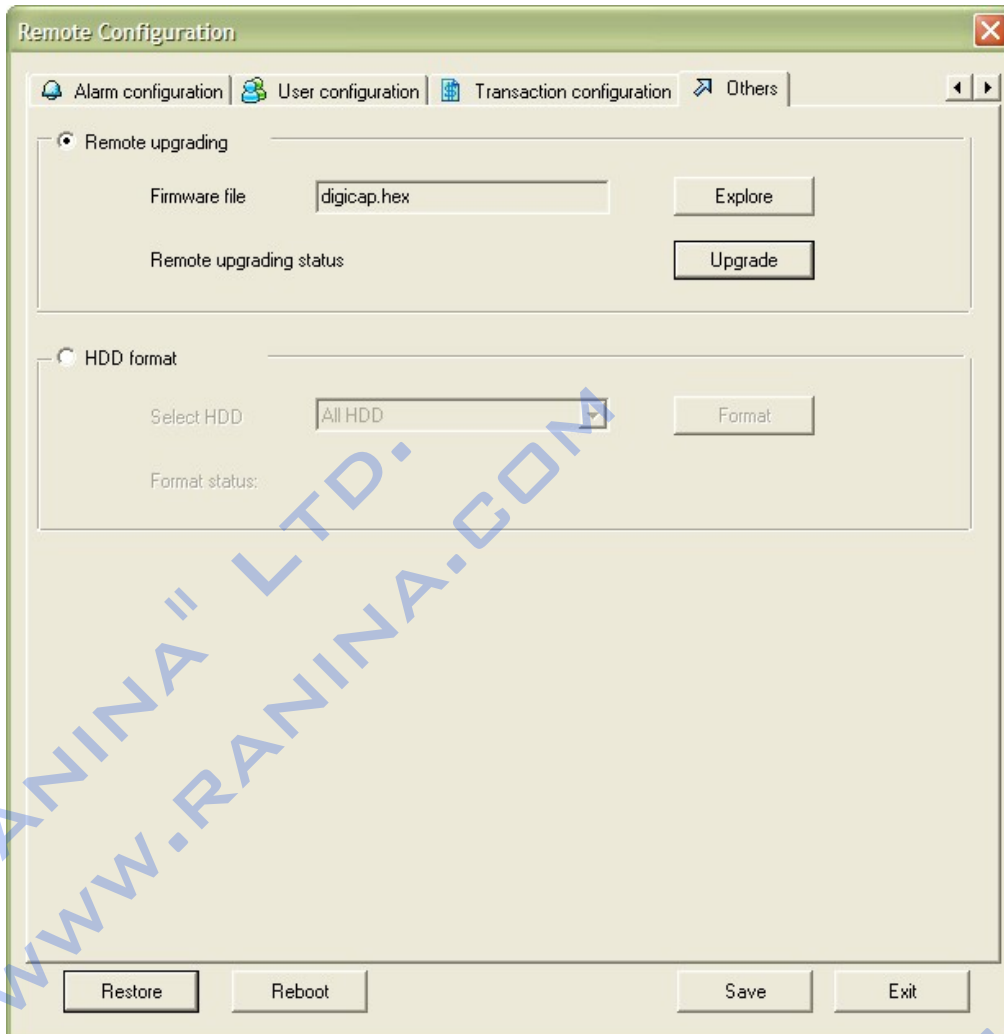 Remote Configuration
Alarm configuration User configuration Transaction configuration Others
Remote upgrading
Firmware file digicap.hex Explore
Remote upgrading status Upgrade
HDD format
Select HDD All HDD Format
Format status:
ANINA" LTD.
WWW.RANINA.COM
Restore Reboot Save Exit